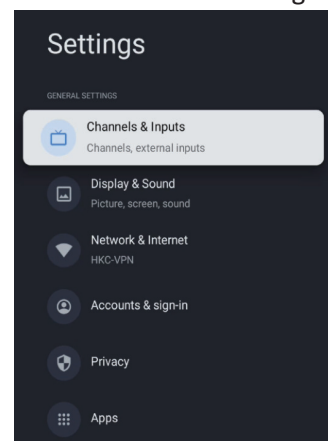 Settings
GENERAL SETTINGS
Channels & Inputs
Channels, external inputs
Display & Sound
Picture, screen, sound
Network & Internet
HKC-VPN
Accounts & sign-in
Privacy
Apps